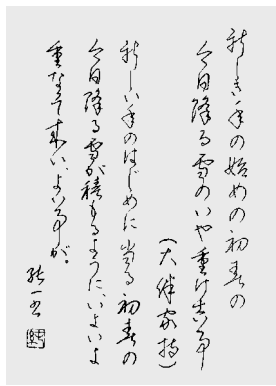 新しき年の始めの初春の
今日降る雪のいや重け吉事
(大伴家持)
新しい年のはじめに当る初春の
今日降る雪が積もるように、いよいよ
重なって来い、よい事が。